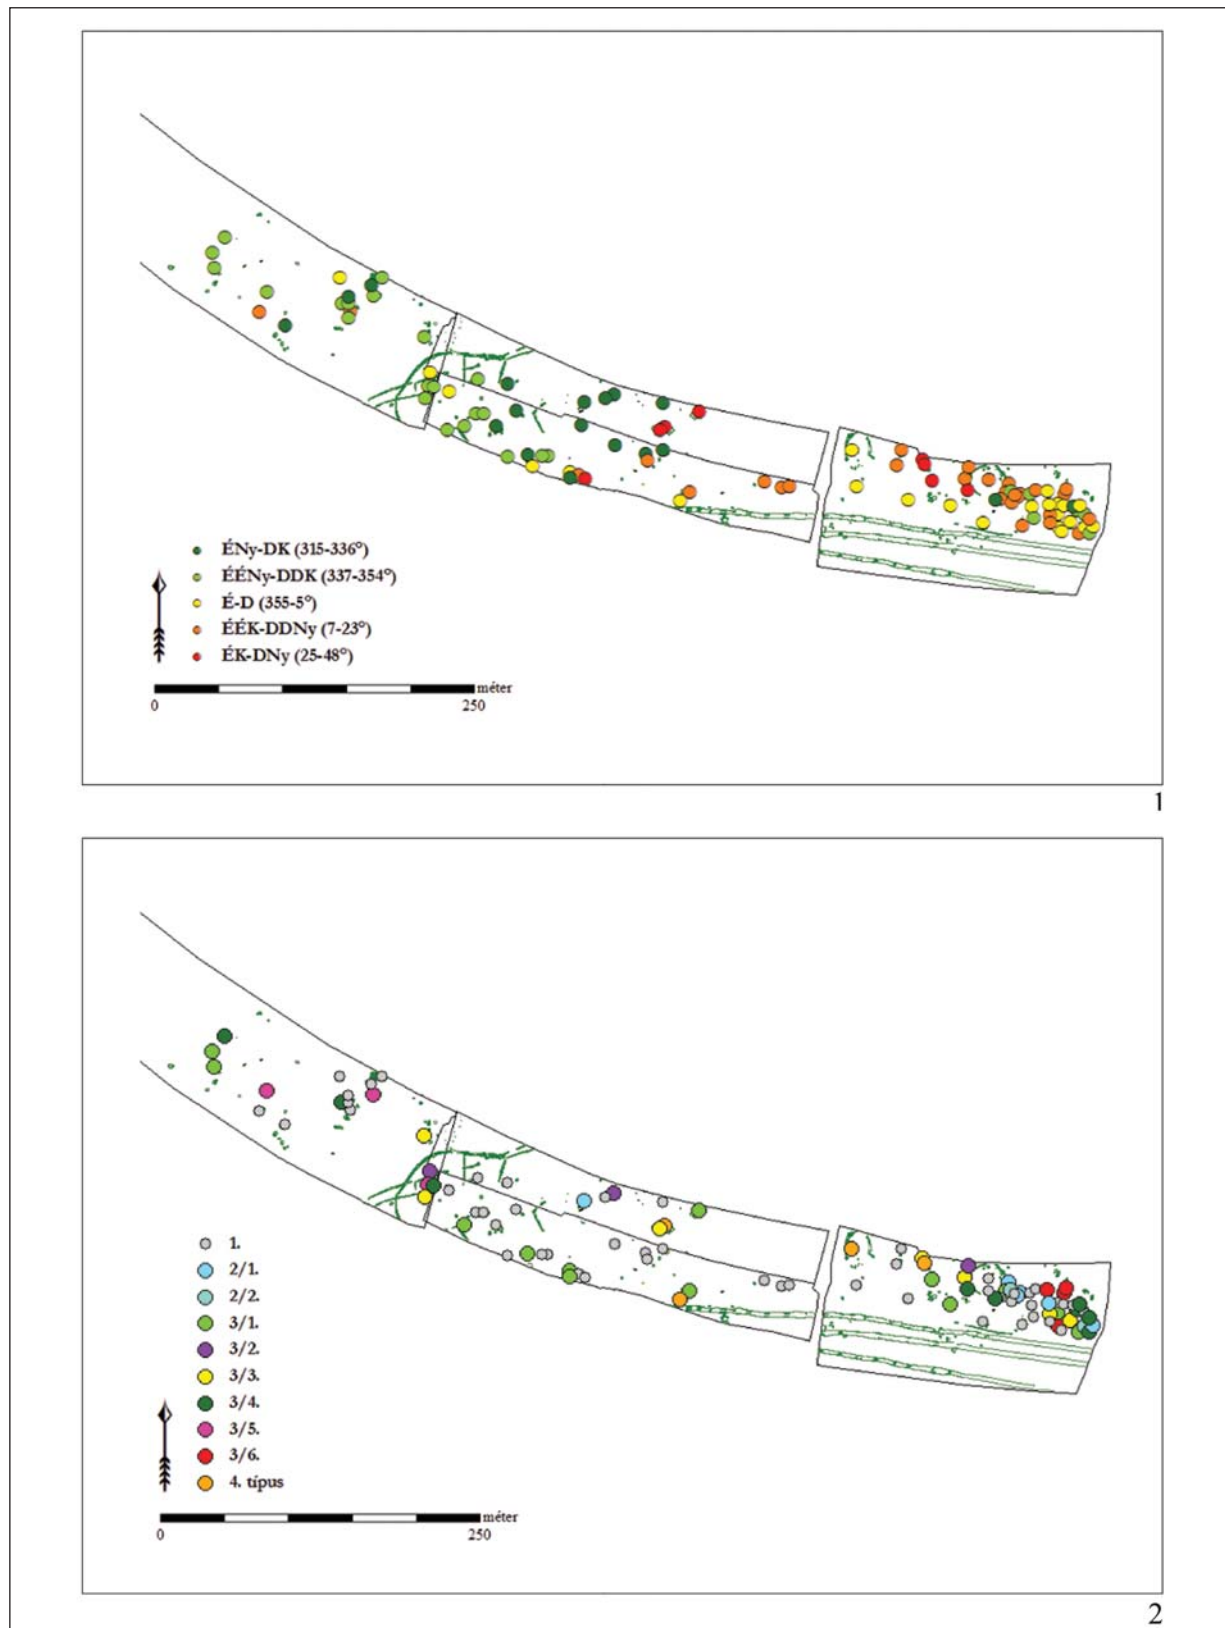 ÉNy-DK (315-336°)
ÉÉNy-DDK (337-354°)
É-D (355-5°)
ÉÉK-DDNy (7-23°)
ÉK-DNy (25-48°)
méter
0 250
1
1.
2/1.
2/2.
3/1.
3/2.
3/3.
3/4.
3/5.
3/6.
4. típus
méter
0 250
2